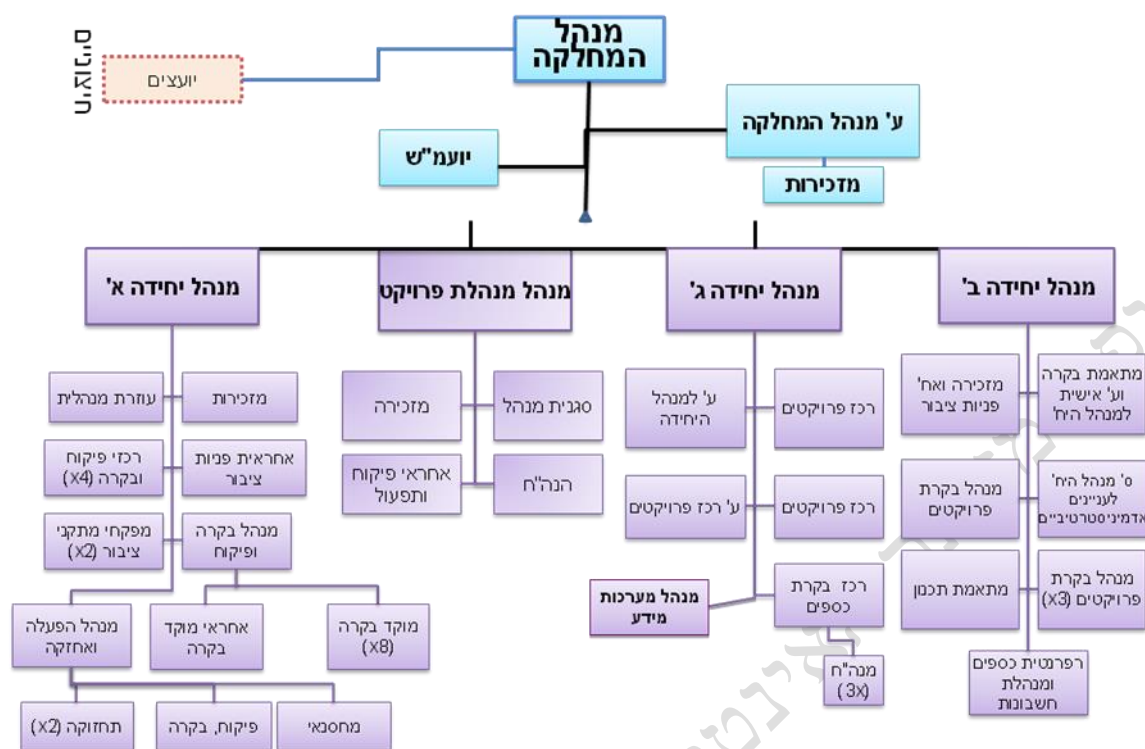 מנהל
המחלקה
חיצוניים
יועצים
ע' מנהל המחלקה
יועמ"ש
מזכירות
מנהל יחידה א'
מנהל מנהלת פרויקט
מנהל יחידה ג'
מנהל יחידה ב'
מתאמת בקרה
וע' אישית
למנהל היח'
מזכירה ואח'
פניות ציבור
ס' מנהל היח'
לעניינים
אדמיניסטרטיביים
מנהל בקרת
פרויקטים
מנהל בקרת
פרויקטים (x3)
מתאמת תכנון
רפרנטית כספים
ומנהלת
חשבונות
רכז פרויקטים
ע' למנהל
היחידה
רכז פרויקטים
ע' רכז פרויקטים
רכז בקרת
כספים
מנהל מערכות
מידע
מנה"ח
(3x)
סגנית מנהל
מזכירה
הנה"ח
אחראי פיקוח
ותפעול
מזכירות
עוזרת מנהלית
אחראית פניות
ציבור
רכזי פיקוח
ובקרה (x4)
מנהל בקרה
ופיקוח
מפקחי מתקני
ציבור (x2)
מוקד בקרה
(x8)
אחראי מוקד
בקרה
מנהל הפעלה
ואחזקה
מחסנאי
פיקוח, בקרה
תחזוקה (x2)